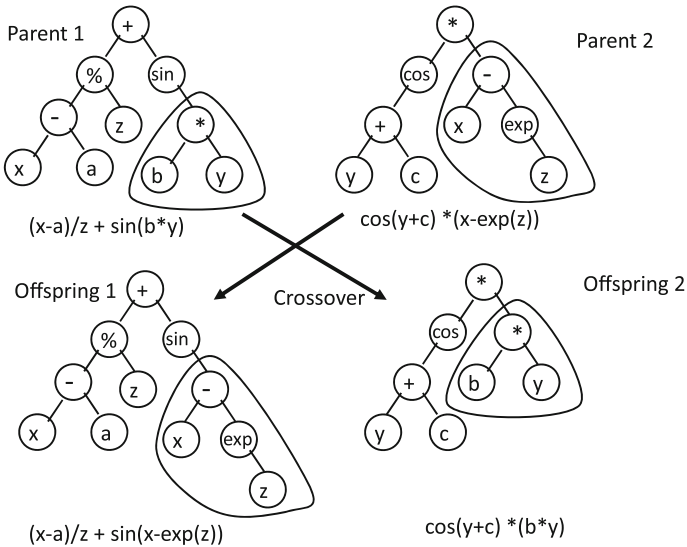 Parent 1
+
% sin
- z *
x a b y
(x-a)/z + sin(b*y)
Parent 2
*
cos -
+ x exp
y c z
cos(y+c) *(x-exp(z))
Crossover
Offspring 1
+
% sin
- z -
x a x exp
z
(x-a)/z + sin(x-exp(z))
Offspring 2
*
cos *
+ b y
y c
cos(y+c) *(b*y)